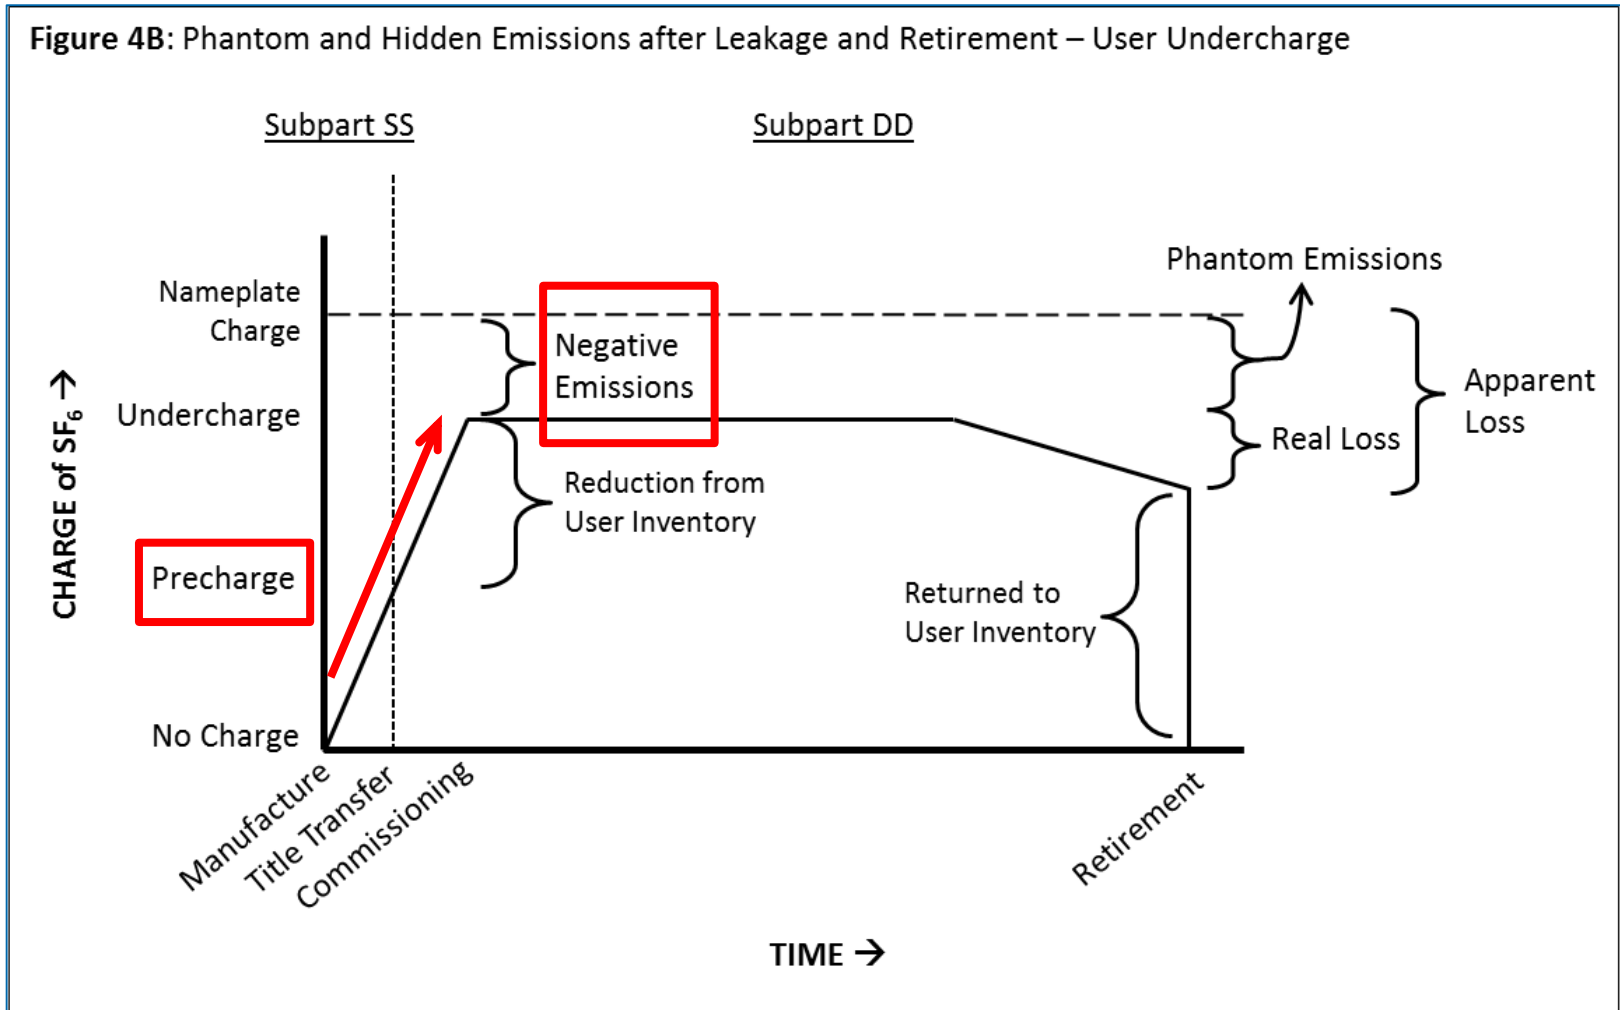 Figure 4B: Phantom and Hidden Emissions after Leakage and Retirement – User Undercharge
Subpart SS
Subpart DD
Phantom Emissions
Nameplate
Charge
Negative
Emissions
Apparent
Loss
Undercharge
Real Loss
Reduction from
User Inventory
Precharge
Returned to
User Inventory
No Charge
CHARGE of SF₆ →
Manufacture
Title Transfer
Commissioning
Retirement
TIME →